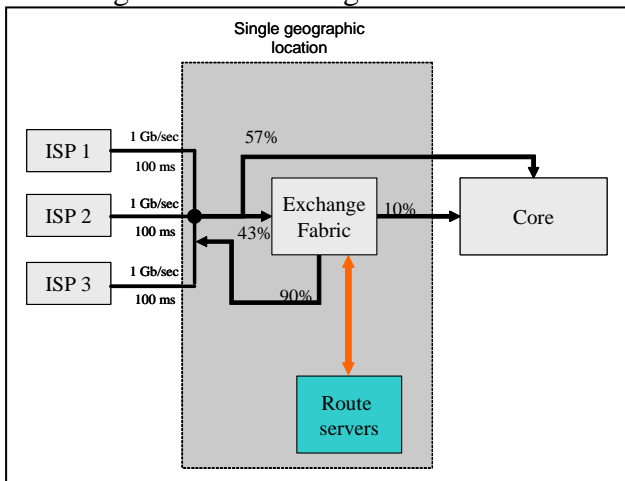 Single geographic
location
1 Gb/sec
57%
ISP 1
100 ms
1 Gb/sec
ISP 2
Exchange
Fabric
10%
Core
100 ms
43%
1 Gb/sec
ISP 3
100 ms
90%
Route
servers